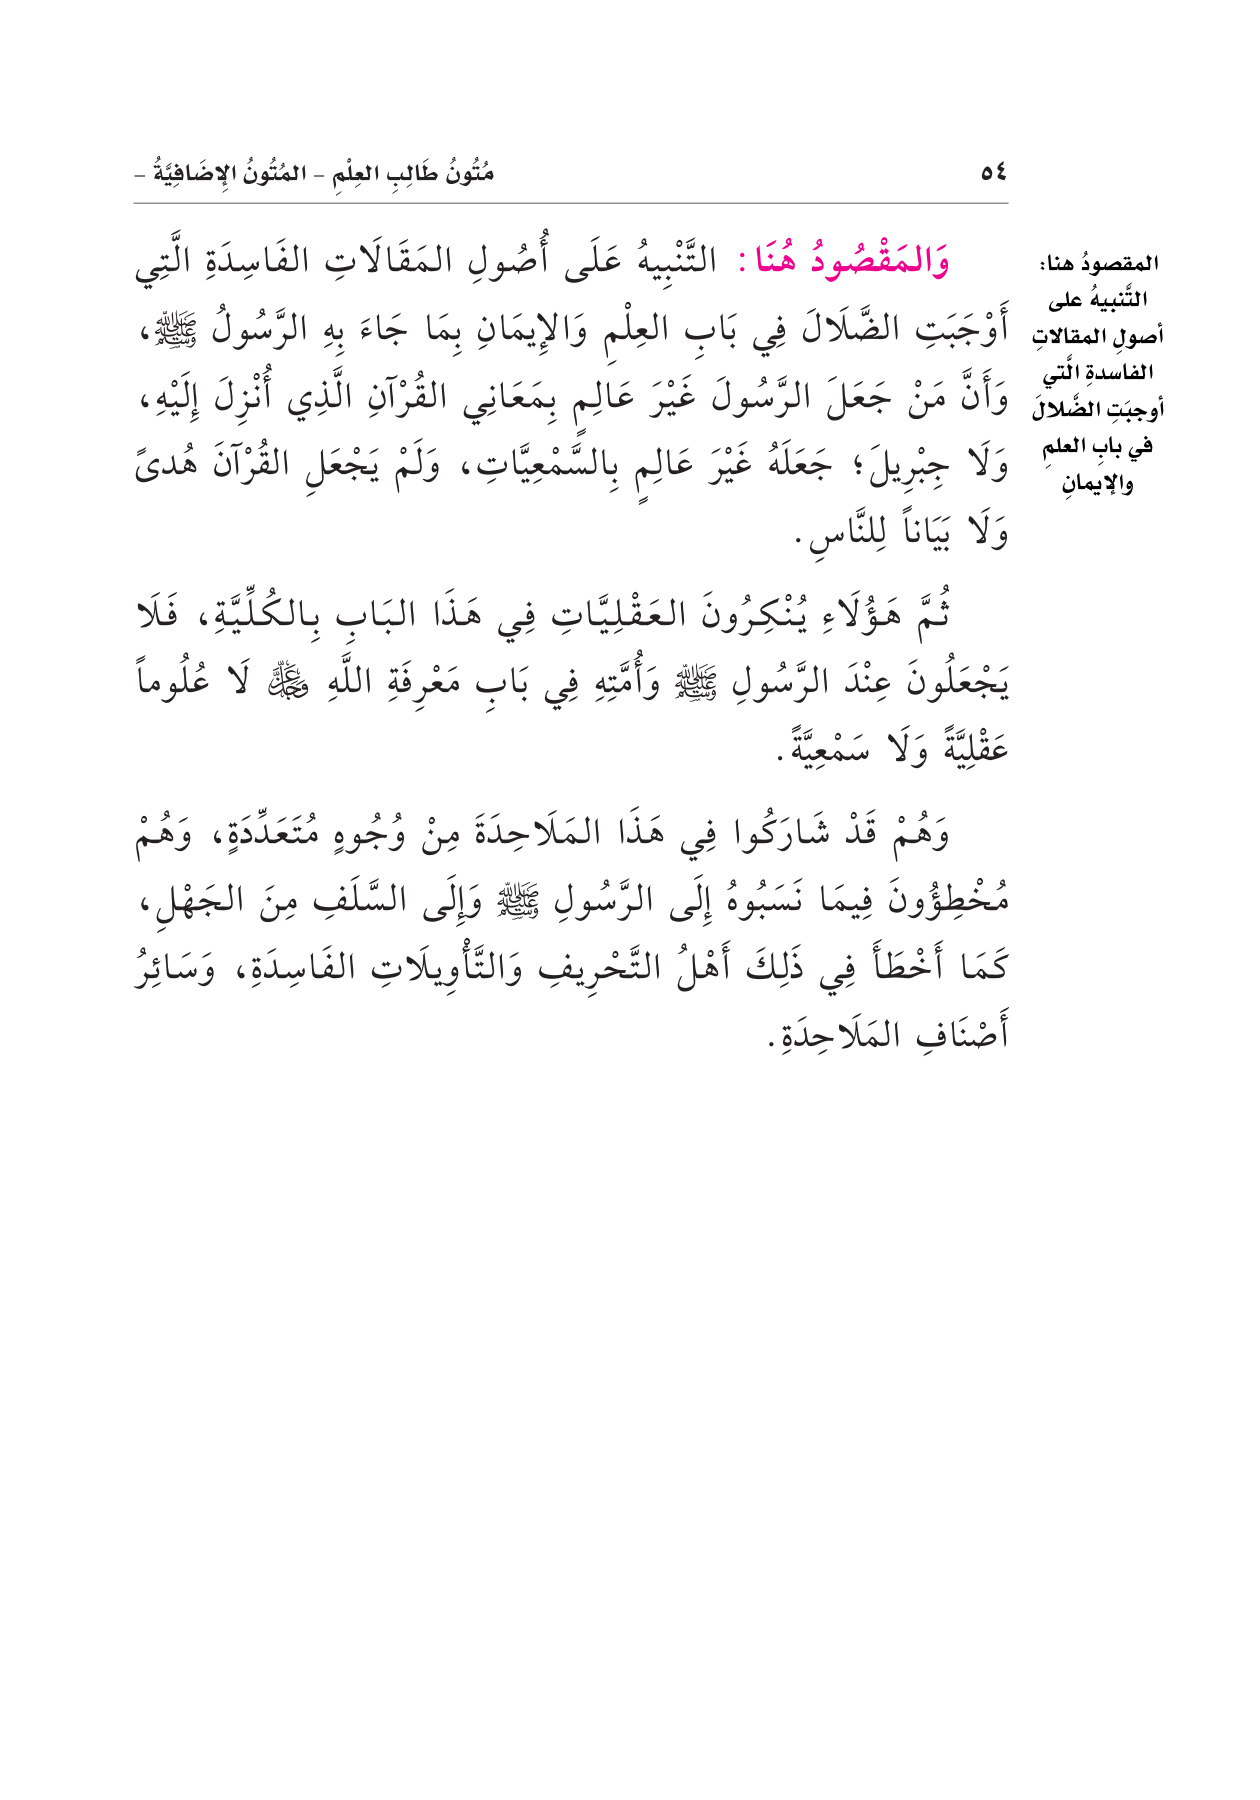 ٥٤
مُتُونُ طَالِبِ العِلْمِ – المُتُونُ الإِضَافِيَّةُ –
وَالمَقْصُودُ هُنَا: التَّنْبِيهُ عَلَى أُصُولِ المَقَالَاتِ الفَاسِدَةِ الَّتِي
أَوْجَبَتِ الضَّلَالَ فِي بَابِ العِلْمِ وَالإِيمَانِ بِمَا جَاءَ بِهِ الرَّسُولُ ﷺ،
وَأَنَّ مَنْ جَعَلَ الرَّسُولَ غَيْرَ عَالِمٍ بِمَعَانِي القُرْآنِ الَّذِي أُنْزِلَ إِلَيْهِ،
وَلَا جِبْرِيلَ؛ جَعَلَهُ غَيْرَ عَالِمٍ بِالسَّمْعِيَّاتِ، وَلَمْ يَجْعَلِ القُرْآنَ هُدىً
وَلَا بَيَاناً لِلنَّاسِ.
ثُمَّ هَؤُلَاءِ يُنْكِرُونَ العَقْلِيَّاتِ فِي هَذَا البَابِ بِالكُلِّيَّةِ، فَلَا
يَجْعَلُونَ عِنْدَ الرَّسُولِ ﷺ وَأُمَّتِهِ فِي بَابِ مَعْرِفَةِ اللَّهِ عَزَّ وَجَلَّ لَا عُلُوماً
عَقْلِيَّةً وَلَا سَمْعِيَّةً.
وَهُمْ قَدْ شَارَكُوا فِي هَذَا المَلَاحِدَةَ مِنْ وُجُوهٍ مُتَعَدِّدَةٍ، وَهُمْ
مُخْطِؤُونَ فِيمَا نَسَبُوهُ إِلَى الرَّسُولِ ﷺ وَإِلَى السَّلَفِ مِنَ الجَهْلِ،
كَمَا أَخْطَأَ فِي ذَلِكَ أَهْلُ التَّحْرِيفِ وَالتَّأْوِيلَاتِ الفَاسِدَةِ، وَسَائِرُ
أَصْنَافِ المَلَاحِدَةِ.
المقصودُ هنا:
التَّنبيهُ على
أصولِ المقالاتِ
الفاسدةِ الَّتي
أوجبَتِ الضَّلالَ
في بابِ العلمِ
والإيمانِ